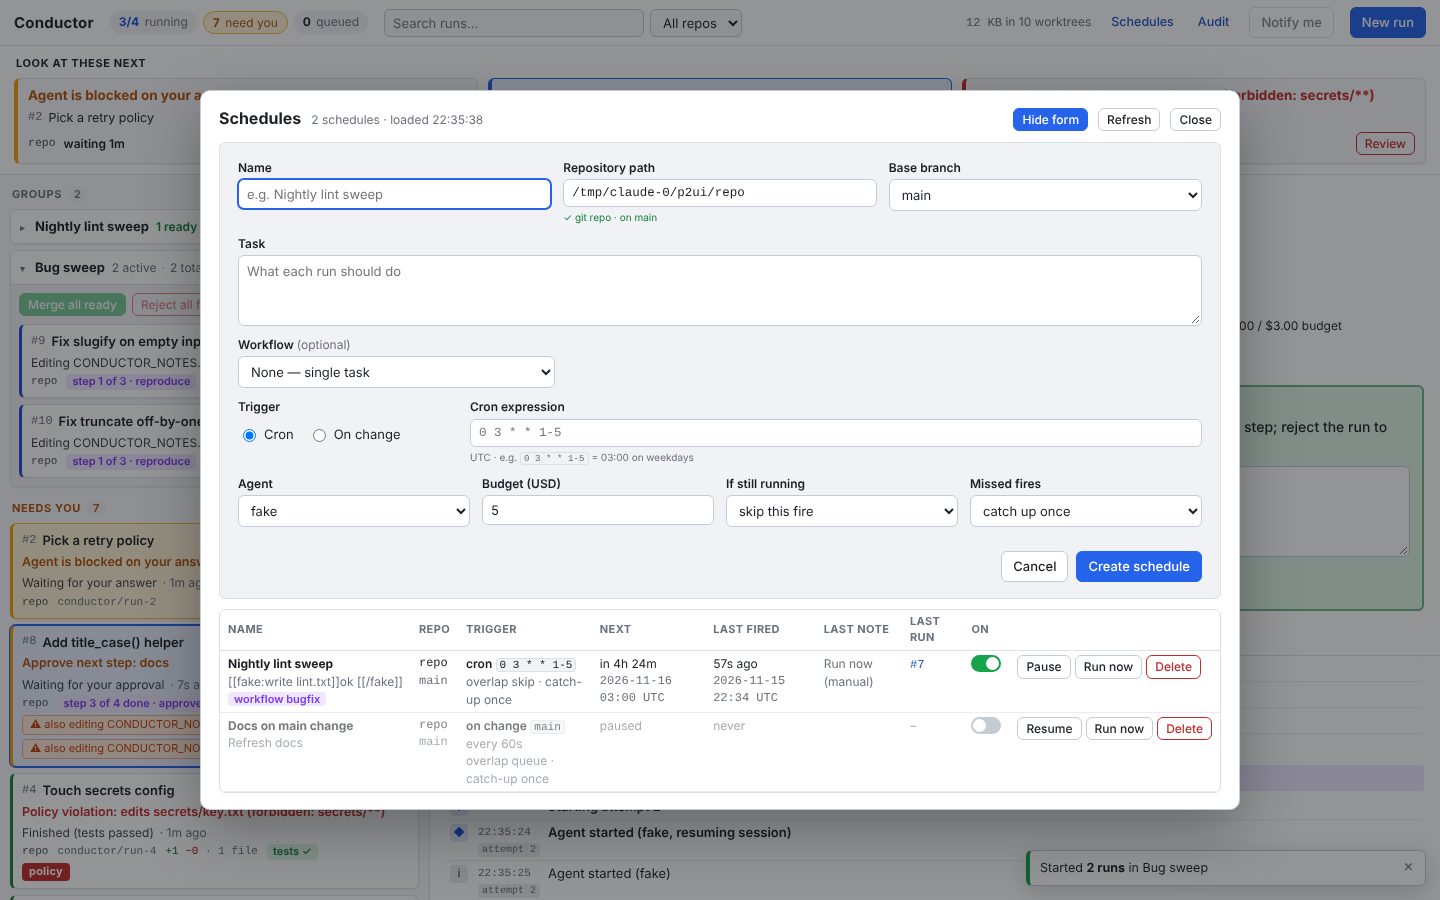 Conductor 3/4 running 7 need you 0 queued Search runs... All repos 12 KB in 10 worktrees Schedules Audit Notify me New run
LOOK AT THESE NEXT
Agent is blocked on your a
orbidden: secrets/**)
#2 Pick a retry policy
repo waiting 1m
Review
GROUPS 2
Nightly lint sweep 1 ready
Bug sweep 2 active · 2 tota
Merge all ready Reject all f
#9 Fix slugify on empty inp
Editing CONDUCTOR_NOTES.
repo step 1 of 3 · reproduce
#10 Fix truncate off-by-one
Editing CONDUCTOR_NOTES.
repo step 1 of 3 · reproduce
NEEDS YOU 7
#2 Pick a retry policy
Agent is blocked on your answ
Waiting for your answer · 1m ag
repo conductor/run-2
#8 Add title_case() helper
Approve next step: docs
Waiting for your approval · 7s a
repo step 3 of 4 done · approve
⚠ also editing CONDUCTOR_NO
⚠ also editing CONDUCTOR_NO
#4 Touch secrets config
Policy violation: edits secrets/key.txt (forbidden: secrets/**)
Finished (tests passed) · 1m ago
repo conductor/run-4 +1 −0 · 1 file tests ✓
policy
Schedules 2 schedules · loaded 22:35:38 Hide form Refresh Close
Name Repository path Base branch
e.g. Nightly lint sweep /tmp/claude-0/p2ui/repo main
✓ git repo · on main
Task
What each run should do
Workflow (optional)
None — single task
Trigger Cron expression
Cron On change 0 3 * * 1-5
UTC · e.g. 0 3 * * 1-5 = 03:00 on weekdays
Agent Budget (USD) If still running Missed fires
fake 5 skip this fire catch up once
Cancel Create schedule
NAME REPO TRIGGER NEXT LAST FIRED LAST NOTE LAST RUN ON
Nightly lint sweep repo cron 0 3 * * 1-5 in 4h 24m 57s ago Run now #7 Pause Run now Delete
[[fake:write lint.txt]]ok [[/fake]] main overlap skip · catch- 2026-11-16 2026-11-15 (manual)
workflow bugfix up once 03:00 UTC 22:34 UTC
Docs on main change repo on change main paused never – Resume Run now Delete
Refresh docs main every 60s
overlap queue ·
catch-up once
00 / $3.00 budget
step; reject the run to
22:35:24 Agent started (fake, resuming session)
attempt 2
22:35:25 Agent started (fake)
attempt 2
Started 2 runs in Bug sweep ×